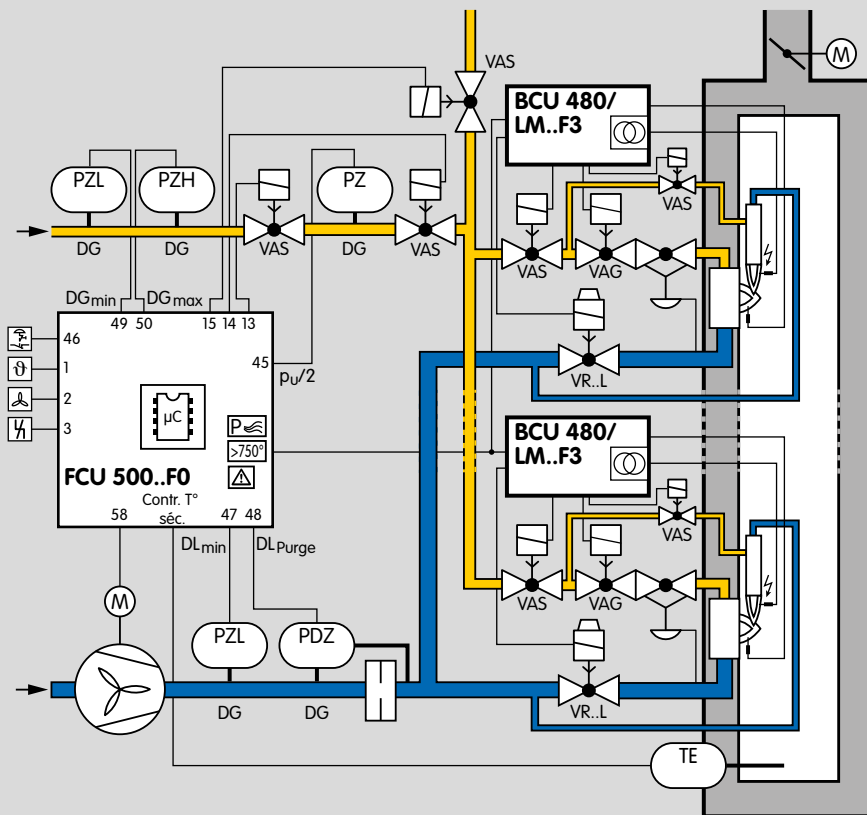 VAS
M
BCU 480/
LM..F3
PZL
PZH
PZ
VAS
DG
DG
VAS
DG
VAS
VAS
VAG
DGmin
DGmax
49
50
15
14
13
46
45
pu/2
1
VR..L
2
µC
3
P
>750°
BCU 480/
LM..F3
FCU 500..F0
Contr. T°
séc.
58
47
48
DLmin
DLPurge
VAS
VAS
VAG
M
PZL
PDZ
DG
DG
VR..L
TE